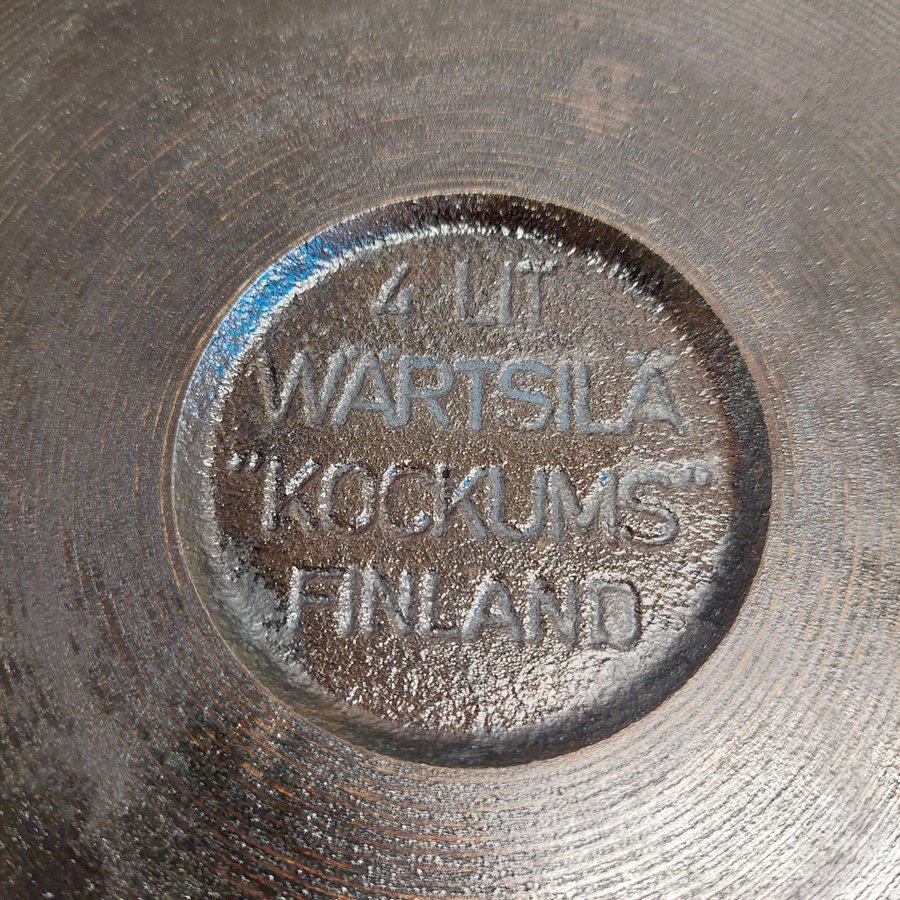 4 LIT
WÄRTSILÄ
"KOCKUMS"
FINLAND